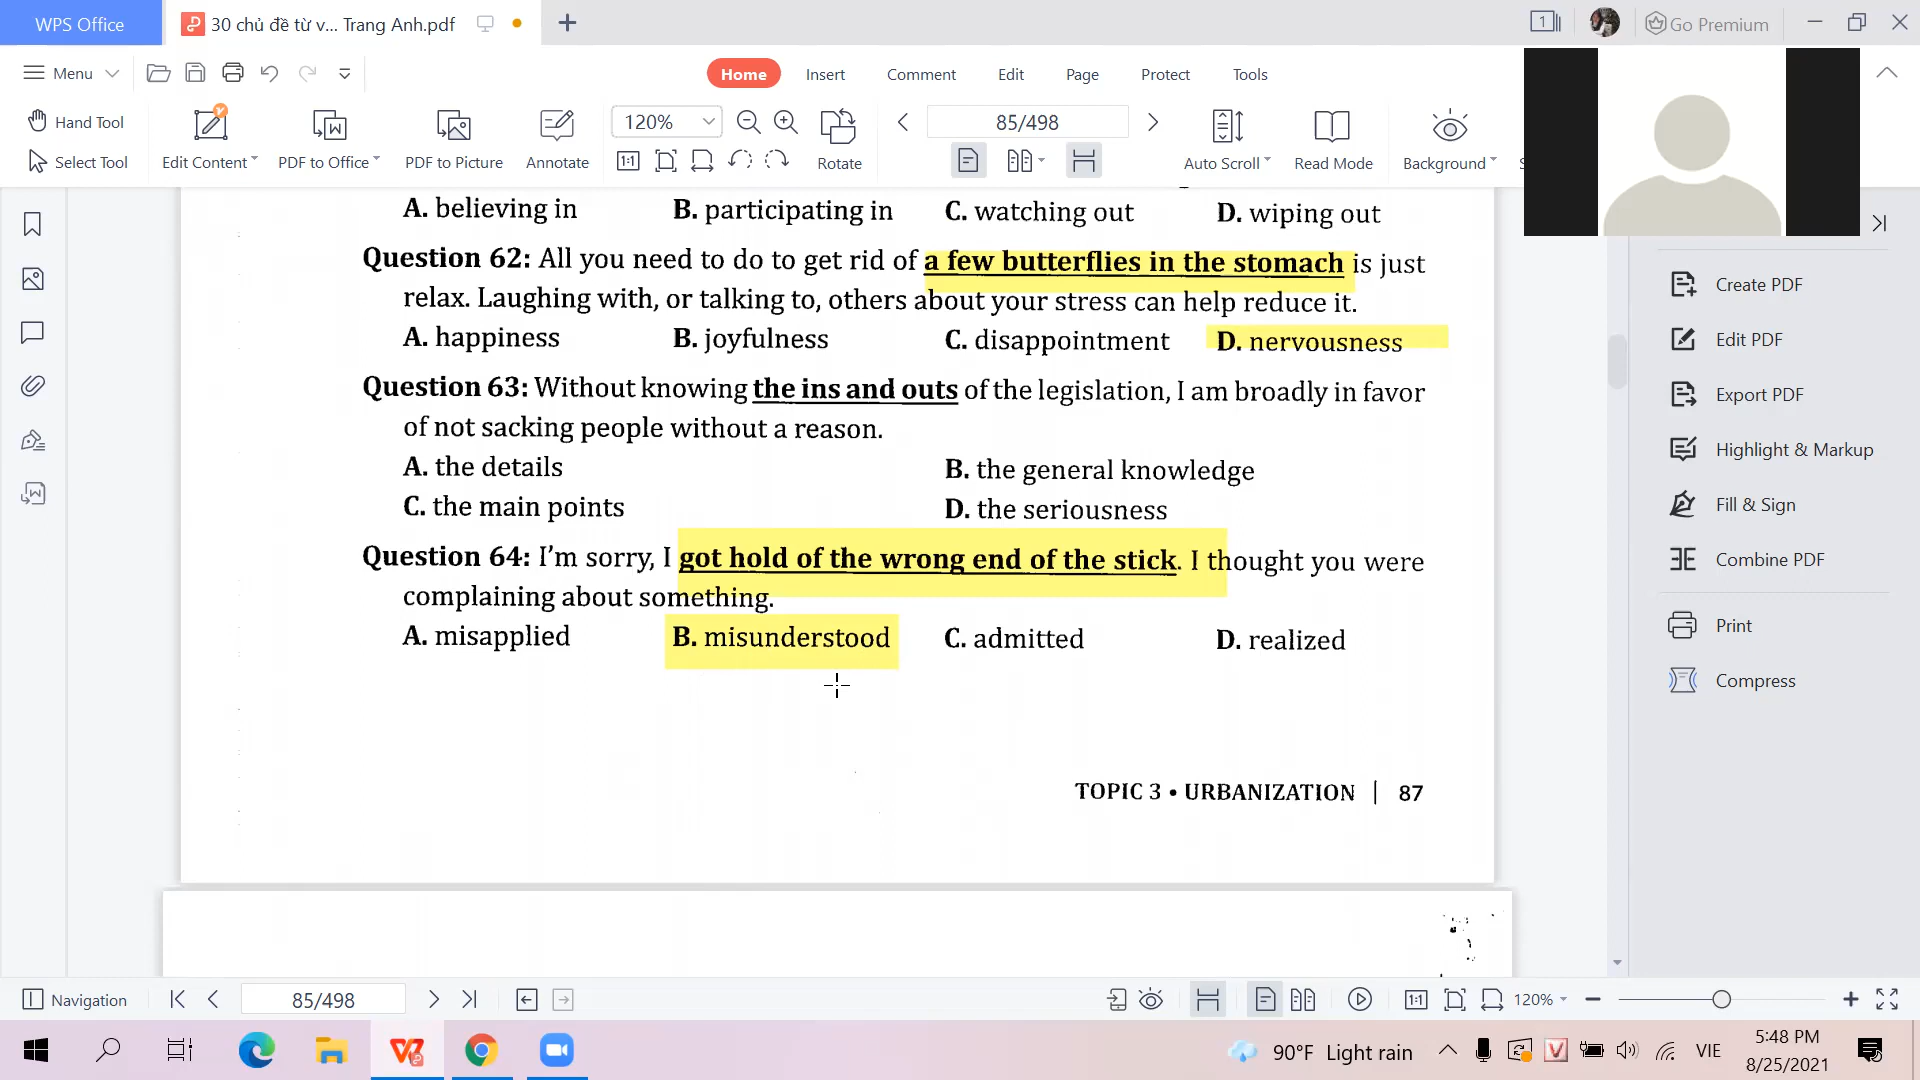 WPS Office
30 chủ đề từ v... Trang Anh.pdf
1
Go Premium
Menu
Home Insert Comment Edit Page Protect Tools
Hand Tool
Select Tool
Edit Content
PDF to Office
PDF to Picture
Annotate
120%
85/498
Rotate
Auto Scroll
Read Mode
Background
A. believing in B. participating in C. watching out D. wiping out
Question 62: All you need to do to get rid of a few butterflies in the stomach is just
relax. Laughing with, or talking to, others about your stress can help reduce it.
A. happiness B. joyfulness C. disappointment D. nervousness
Question 63: Without knowing the ins and outs of the legislation, I am broadly in favor
of not sacking people without a reason.
A. the details B. the general knowledge
C. the main points D. the seriousness
Question 64: I'm sorry, I got hold of the wrong end of the stick. I thought you were
complaining about something.
A. misapplied B. misunderstood C. admitted D. realized
TOPIC 3 • URBANIZATION | 87
Create PDF
Edit PDF
Export PDF
Highlight & Markup
Fill & Sign
Combine PDF
Print
Compress
Navigation
85/498
120%
90°F Light rain
VIE
5:48 PM
8/25/2021